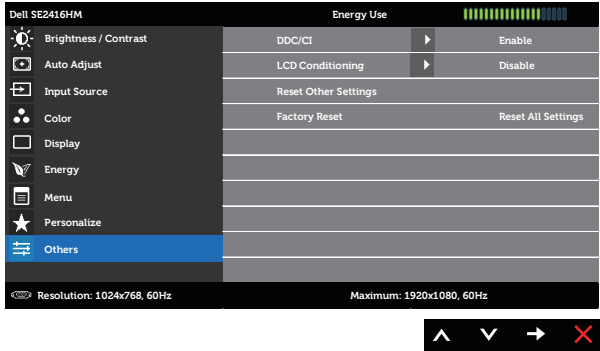 Dell SE2416HM Energy Use
Brightness / Contrast DDC/CI Enable
Auto Adjust LCD Conditioning Disable
Input Source Reset Other Settings
Color Factory Reset Reset All Settings
Display
Energy
Menu
Personalize
Others
Resolution: 1024x768, 60Hz Maximum: 1920x1080, 60Hz